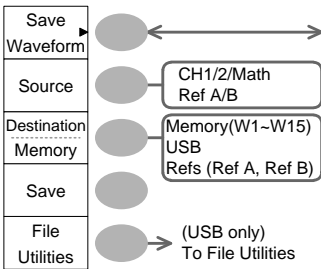 Save
Waveform
Source
CH1/2/Math
Ref A/B
Destination
Memory
Memory(W1~W15)
USB
Refs (Ref A, Ref B)
Save
File
Utilities
(USB only)
To File Utilities